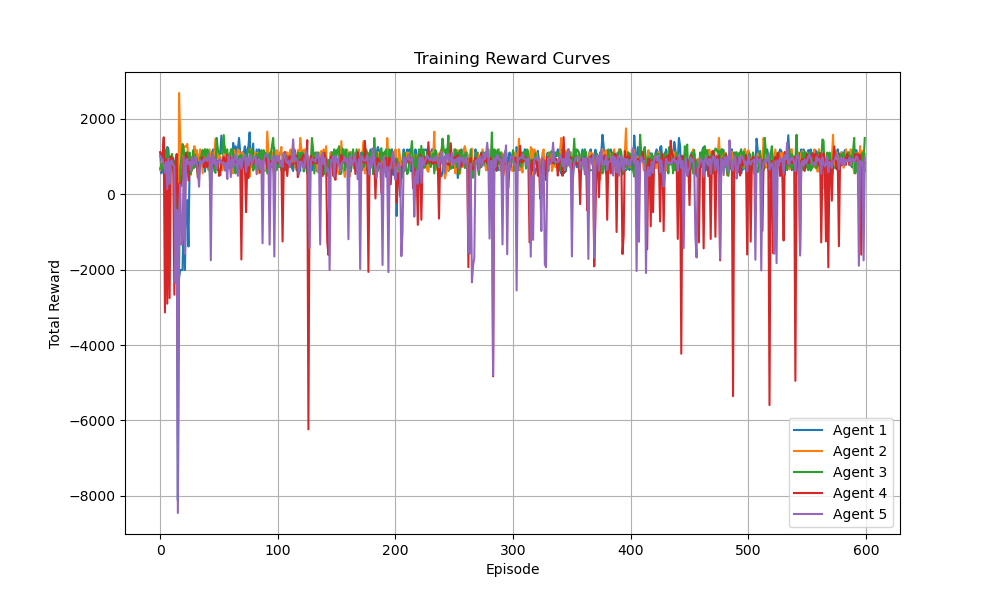 Training Reward Curves
Total Reward
2000
0
−2000
−4000
−6000
−8000
0 100 200 300 400 500 600
Episode
Agent 1
Agent 2
Agent 3
Agent 4
Agent 5